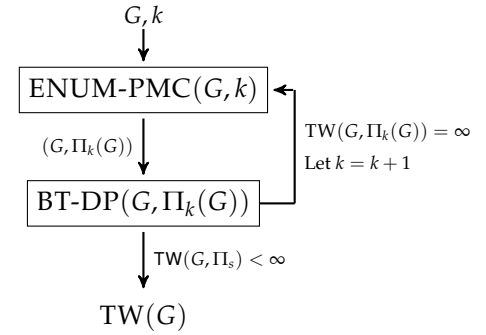 G, k
ENUM-PMC(G, k)
(G, Π_k(G))
TW(G, Π_k(G)) = ∞
Let k = k + 1
BT-DP(G, Π_k(G))
TW(G, Π_s) < ∞
TW(G)